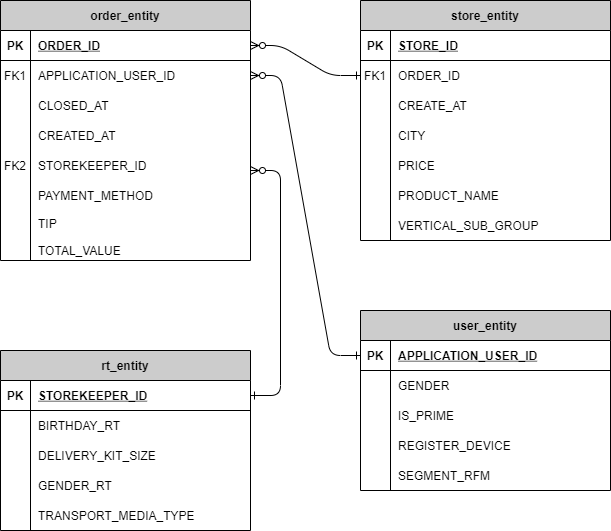 order_entity
PK ORDER_ID
FK1 APPLICATION_USER_ID
CLOSED_AT
CREATED_AT
FK2 STOREKEEPER_ID
PAYMENT_METHOD
TIP
TOTAL_VALUE
store_entity
PK STORE_ID
FK1 ORDER_ID
CREATE_AT
CITY
PRICE
PRODUCT_NAME
VERTICAL_SUB_GROUP
rt_entity
PK STOREKEEPER_ID
BIRTHDAY_RT
DELIVERY_KIT_SIZE
GENDER_RT
TRANSPORT_MEDIA_TYPE
user_entity
PK APPLICATION_USER_ID
GENDER
IS_PRIME
REGISTER_DEVICE
SEGMENT_RFM